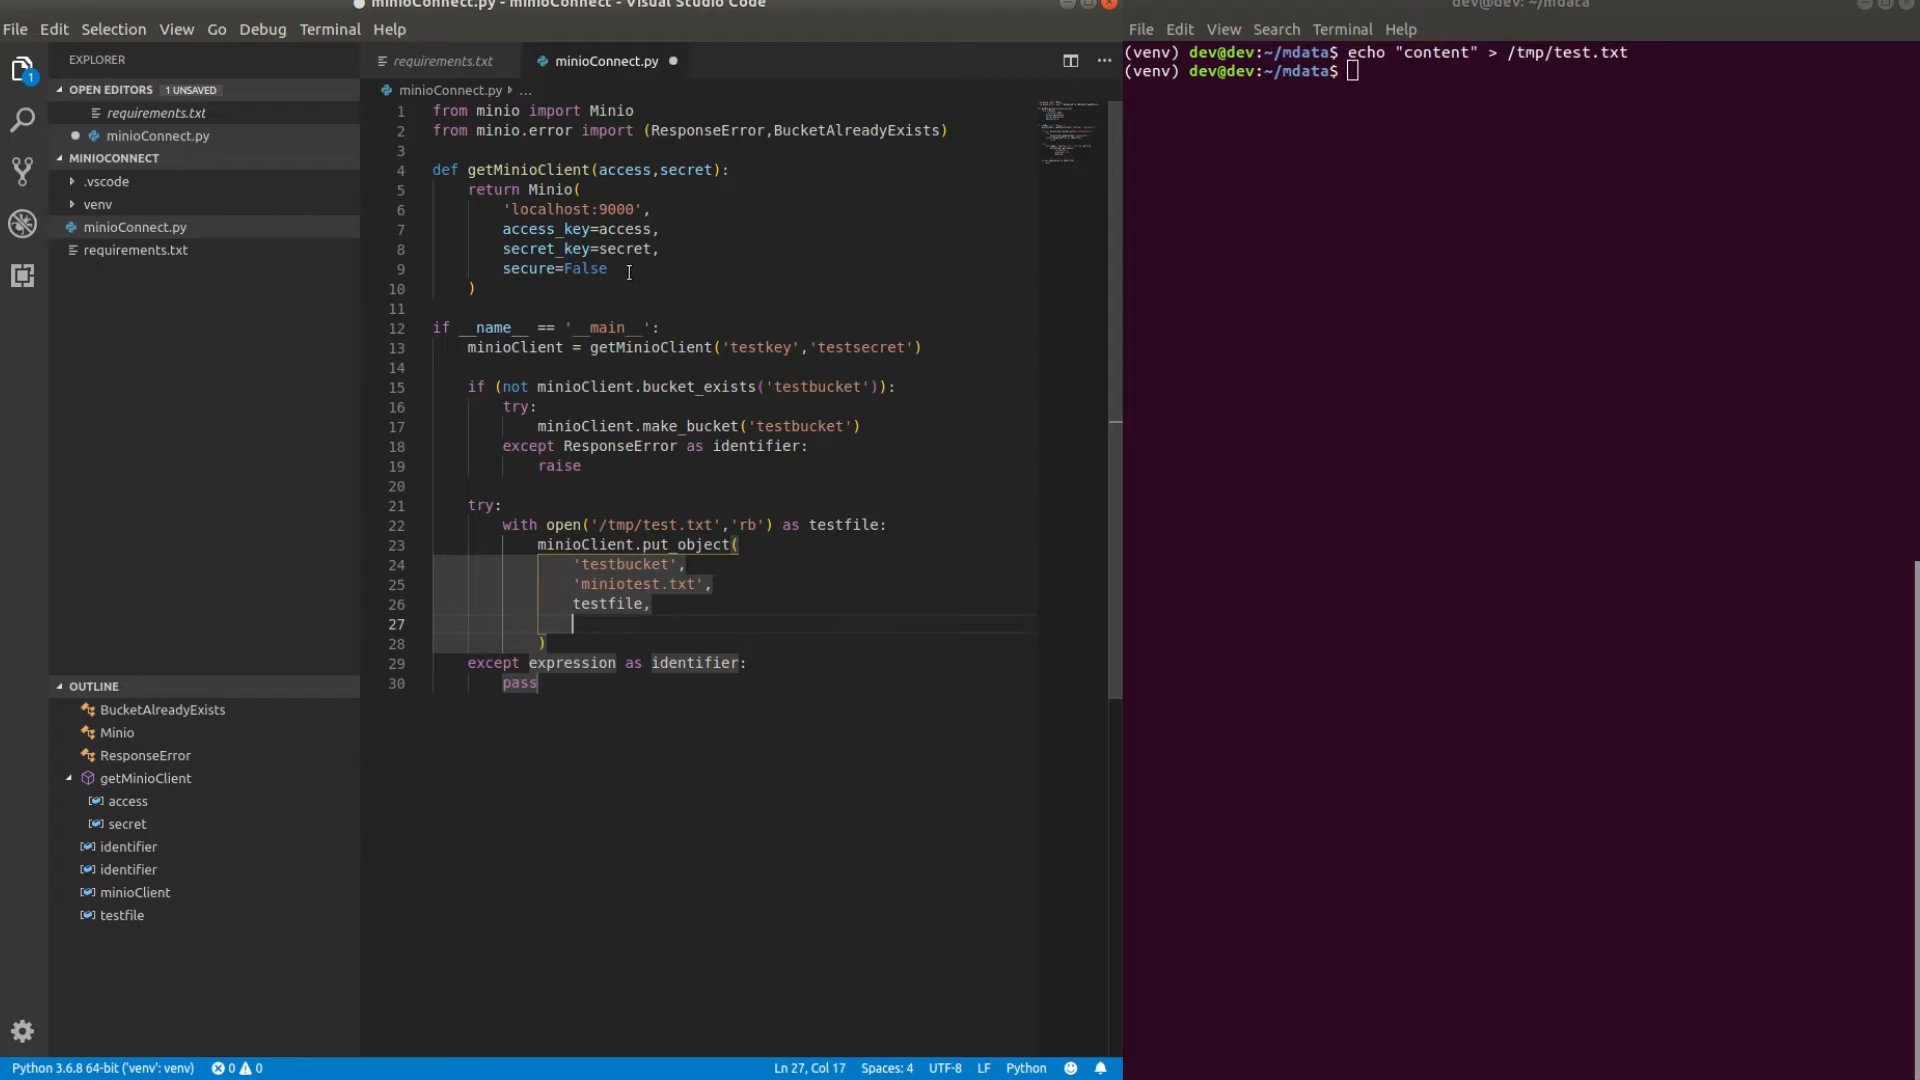 minioConnect.py - minioConnect - Visual Studio Code
File Edit Selection View Go Debug Terminal Help
EXPLORER
OPEN EDITORS 1 UNSAVED
requirements.txt
minioConnect.py
MINIOCONNECT
.vscode
venv
minioConnect.py
requirements.txt
OUTLINE
BucketAlreadyExists
Minio
ResponseError
getMinioClient
access
secret
identifier
identifier
minioClient
testfile
requirements.txt minioConnect.py
minioConnect.py ...
1 from minio import Minio
2 from minio.error import (ResponseError,BucketAlreadyExists)
3
4 def getMinioClient(access,secret):
5 return Minio(
6 'localhost:9000',
7 access_key=access,
8 secret_key=secret,
9 secure=False
10 )
11
12 if __name__ == '__main__':
13 minioClient = getMinioClient('testkey','testsecret')
14
15 if (not minioClient.bucket_exists('testbucket')):
16 try:
17 minioClient.make_bucket('testbucket')
18 except ResponseError as identifier:
19 raise
20
21 try:
22 with open('/tmp/test.txt','rb') as testfile:
23 minioClient.put_object(
24 'testbucket',
25 'miniotest.txt',
26 testfile,
27
28 )
29 except expression as identifier:
30 pass
Python 3.6.8 64-bit ('venv': venv) 0 0 Ln 27, Col 17 Spaces: 4 UTF-8 LF Python
dev@dev: ~/mdata
File Edit View Search Terminal Help
(venv) dev@dev:~/mdata$ echo "content" > /tmp/test.txt
(venv) dev@dev:~/mdata$
1